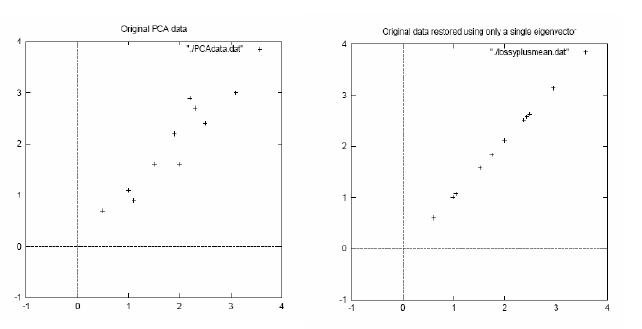 Original PCA data
"./PCAdata.dat"
4
3
2
1
0
-1
-1 0 1 2 3 4
Original data restored using only a single eigenvector
"./lossyplusmean.dat"
4
3
2
1
0
-1
-1 0 1 2 3 4